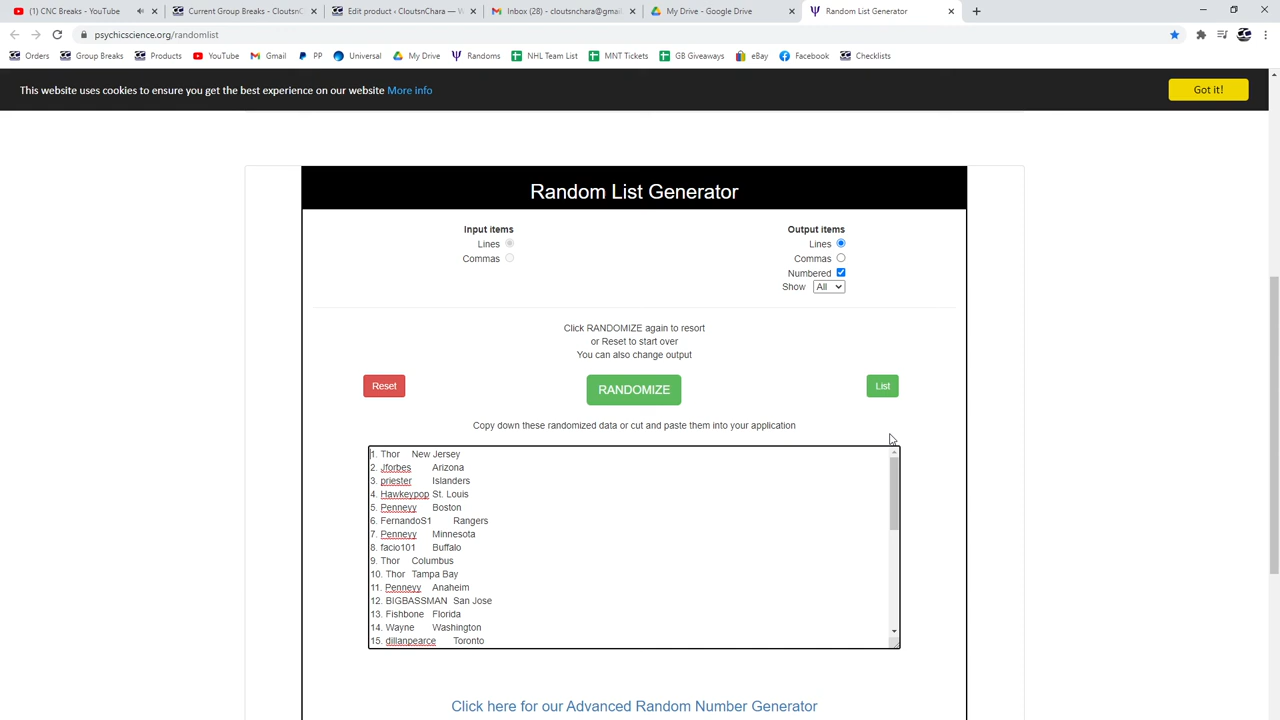 (1) CNC Breaks - YouTube
Current Group Breaks - CloutsnC
Edit product ‹ CloutsnChara — W
Inbox (28) - cloutsnchara@gmail
My Drive - Google Drive
Random List Generator
psychicscience.org/randomlist
Orders
Group Breaks
Products
YouTube
Gmail
PP
Universal
My Drive
Randoms
NHL Team List
MNT Tickets
GB Giveaways
eBay
Facebook
Checklists
This website uses cookies to ensure you get the best experience on our website More info
Got it!
Random List Generator
Input items
Output items
Lines
Lines
Commas
Commas
Numbered
Show All
Click RANDOMIZE again to resort
or Reset to start over
You can also change output
Reset
RANDOMIZE
List
Copy down these randomized data or cut and paste them into your application
1. Thor New Jersey
2. Jforbes Arizona
3. priester Islanders
4. Hawkeypop St. Louis
5. Penneyy Boston
6. FernandoS1 Rangers
7. Penneyy Minnesota
8. facio101 Buffalo
9. Thor Columbus
10. Thor Tampa Bay
11. Penneyy Anaheim
12. BIGBASSMAN San Jose
13. Fishbone Florida
14. Wayne Washington
15. dillanpearce Toronto
Click here for our Advanced Random Number Generator